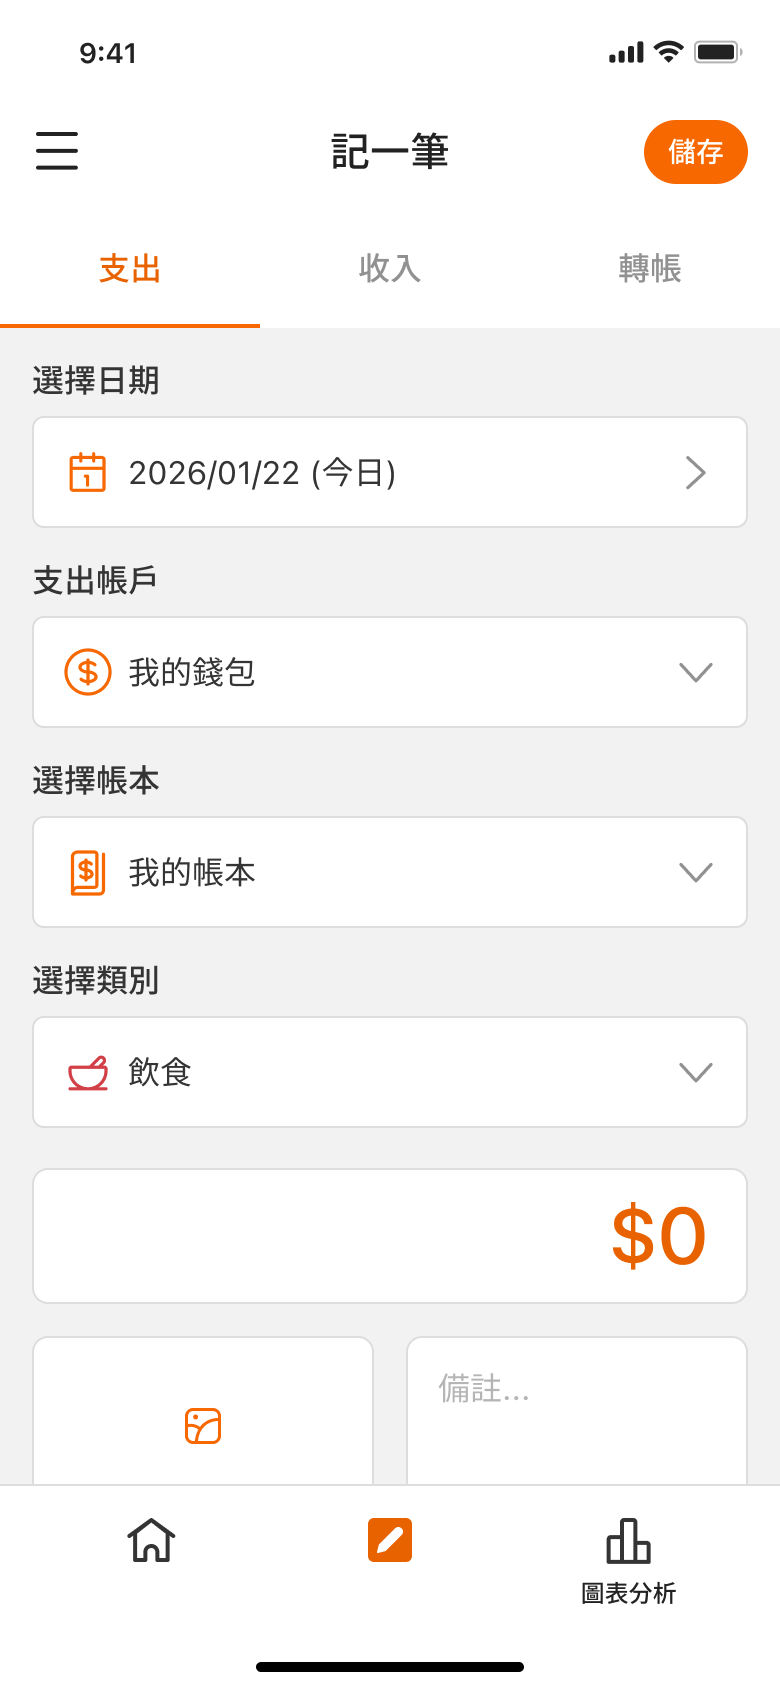 9:41
記一筆
儲存
支出
收入
轉帳
選擇日期
2026/01/22 (今日)
支出帳戶
我的錢包
選擇帳本
我的帳本
選擇類別
飲食
$0
備註...
圖表分析